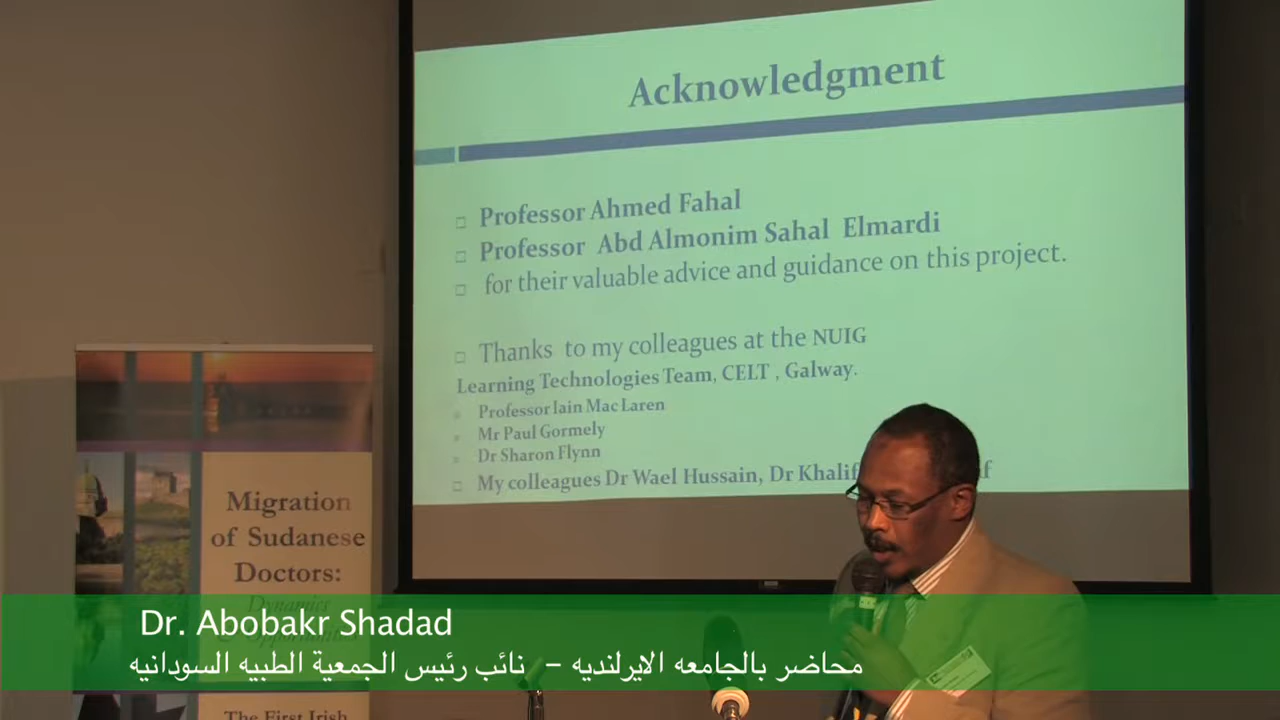 Acknowledgment
Professor Ahmed Fahal
Professor Abd Almonim Sahal Elmardi
for their valuable advice and guidance on this project.
Thanks to my colleagues at the NUIG
Learning Technologies Team, CELT , Galway.
Professor Iain Mac Laren
Mr Paul Gormely
Dr Sharon Flynn
My colleagues Dr Wael Hussain, Dr
Migration
of Sudanese
Doctors:
Dynamics
The First Irish
Dr. Abobakr Shadad
محاضر بالجامعه الايرلنديه - نائب رئيس الجمعية الطبيه السودانيه